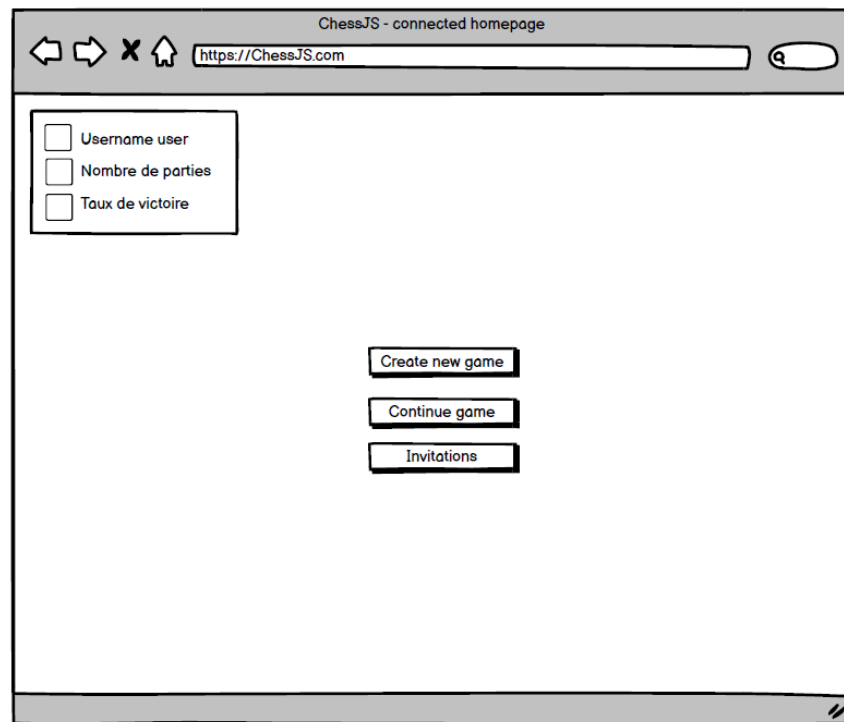 ChessJS - connected homepage
https://ChessJS.com
Username user
Nombre de parties
Taux de victoire
Create new game
Continue game
Invitations